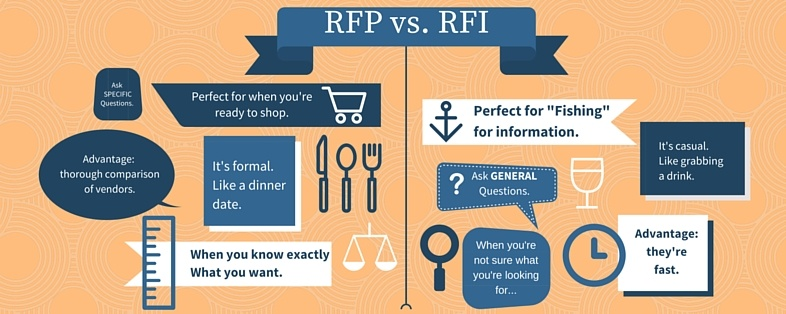 RFP vs. RFI
Ask
SPECIFIC
Questions.
Perfect for when you're
ready to shop.
Advantage:
thorough comparison
of vendors.
It's formal.
Like a dinner
date.
When you know exactly
What you want.
Perfect for "Fishing"
for information.
It's casual.
Like grabbing
a drink.
?
Ask GENERAL
Questions.
When you're
not sure what
you're looking
for...
Advantage:
they're
fast.